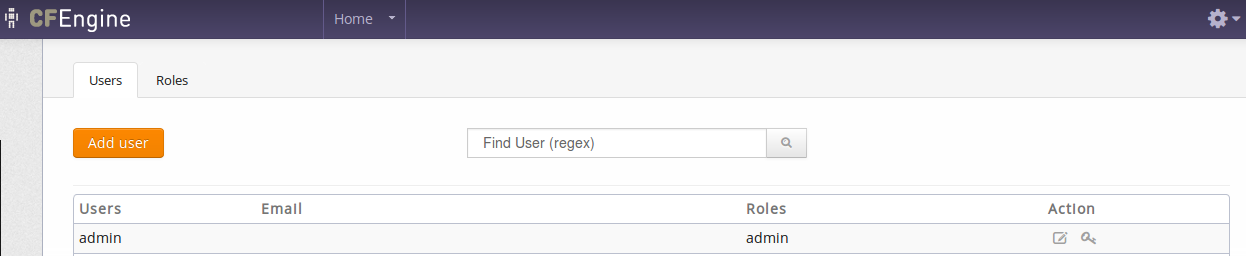 CFEngine Home
Users Roles
Add user Find User (regex)
Users Email Roles Action
admin admin